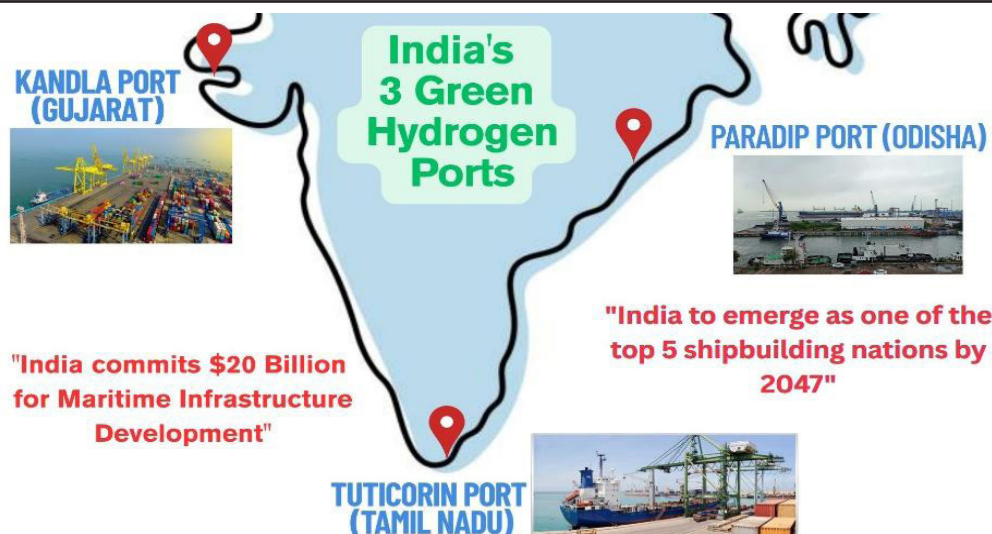 India's
3 Green
Hydrogen
Ports
KANDLA PORT
(GUJARAT)
PARADIP PORT (ODISHA)
"India to emerge as one of the
top 5 shipbuilding nations by
2047"
"India commits $20 Billion
for Maritime Infrastructure
Development"
TUTICORIN PORT
(TAMIL NADU)